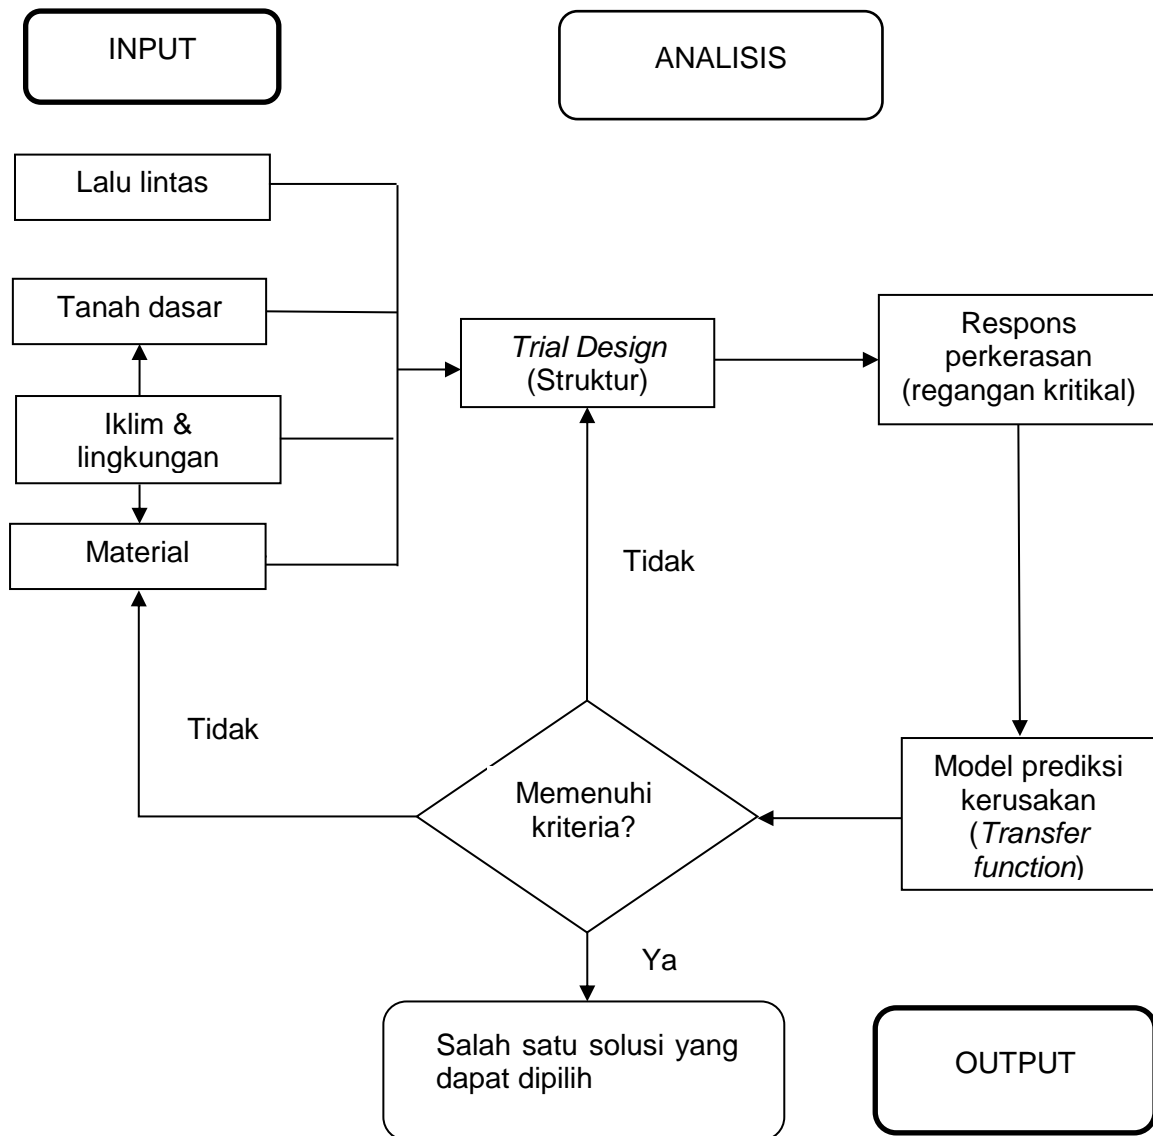 INPUT
ANALISIS
Lalu lintas
Tanah dasar
Iklim &
lingkungan
Material
Trial Design
(Struktur)
Respons
perkerasan
(regangan kritikal)
Tidak
Tidak
Memenuhi
kriteria?
Model prediksi
kerusakan
(Transfer
function)
Ya
Salah satu solusi yang
dapat dipilih
OUTPUT